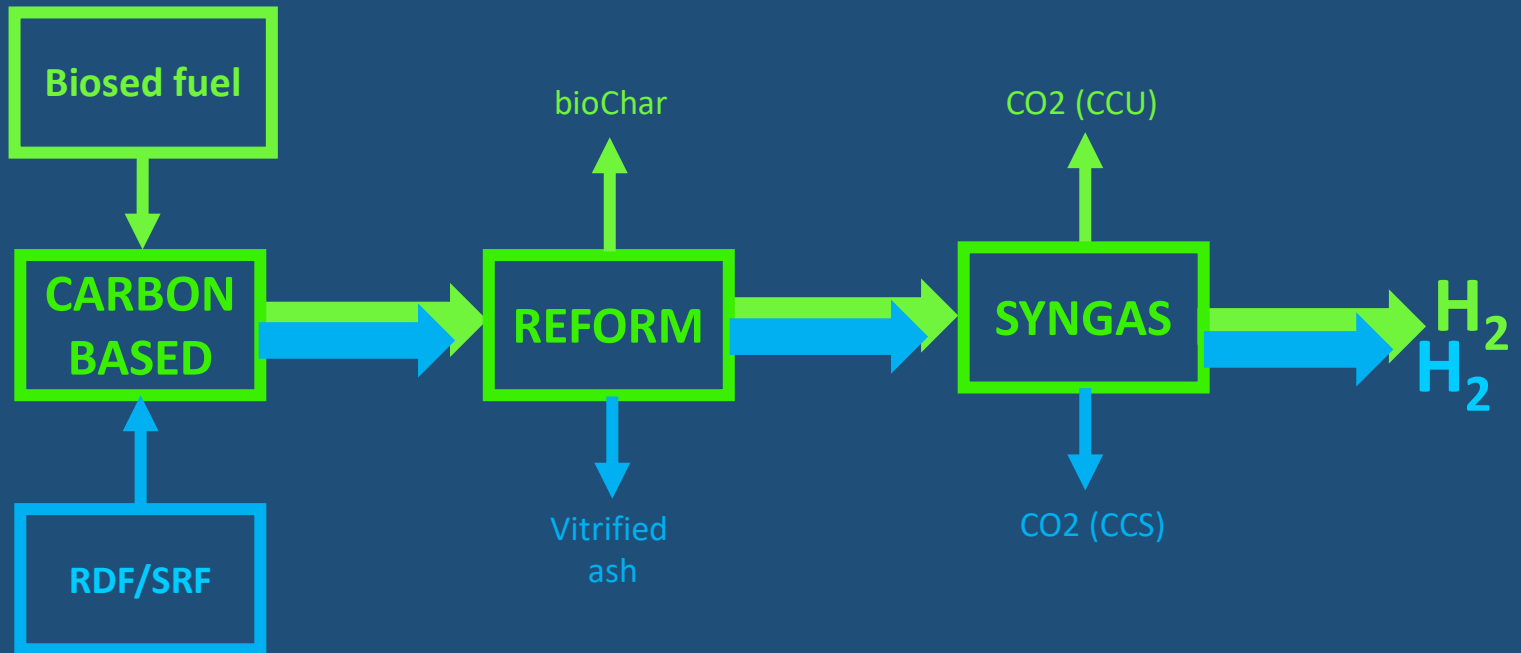 Biosed fuel
bioChar
CO2 (CCU)
CARBON
BASED
REFORM
SYNGAS
H2
H2
Vitrified
ash
CO2 (CCS)
RDF/SRF